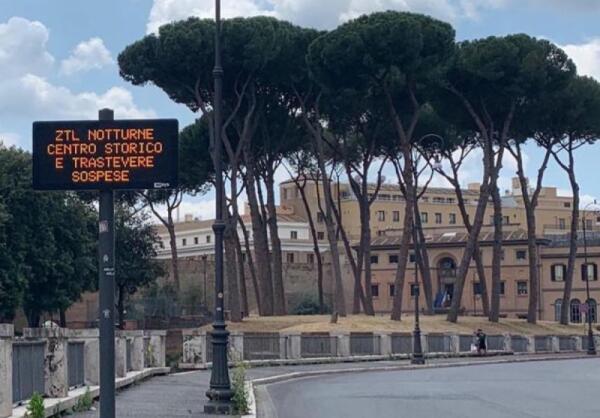 ZTL NOTTURNE
CENTRO STORICO
E TRASTEVERE
SOSPESE